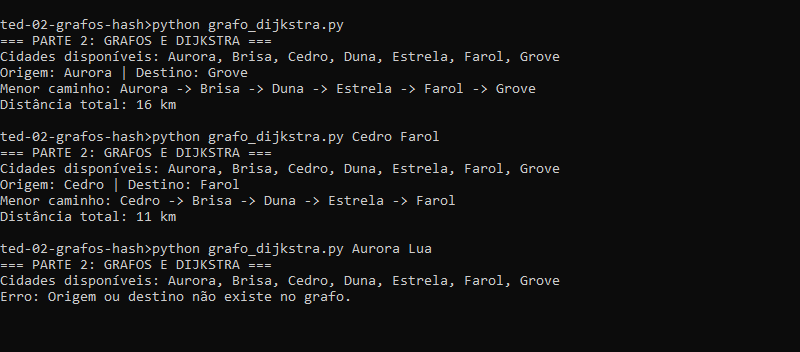 ted-02-grafos-hash>python grafo_dijkstra.py
=== PARTE 2: GRAFOS E DIJKSTRA ===
Cidades disponíveis: Aurora, Brisa, Cedro, Duna, Estrela, Farol, Grove
Origem: Aurora | Destino: Grove
Menor caminho: Aurora -> Brisa -> Duna -> Estrela -> Farol -> Grove
Distância total: 16 km
ted-02-grafos-hash>python grafo_dijkstra.py Cedro Farol
=== PARTE 2: GRAFOS E DIJKSTRA ===
Cidades disponíveis: Aurora, Brisa, Cedro, Duna, Estrela, Farol, Grove
Origem: Cedro | Destino: Farol
Menor caminho: Cedro -> Brisa -> Duna -> Estrela -> Farol
Distância total: 11 km
ted-02-grafos-hash>python grafo_dijkstra.py Aurora Lua
=== PARTE 2: GRAFOS E DIJKSTRA ===
Cidades disponíveis: Aurora, Brisa, Cedro, Duna, Estrela, Farol, Grove
Erro: Origem ou destino não existe no grafo.